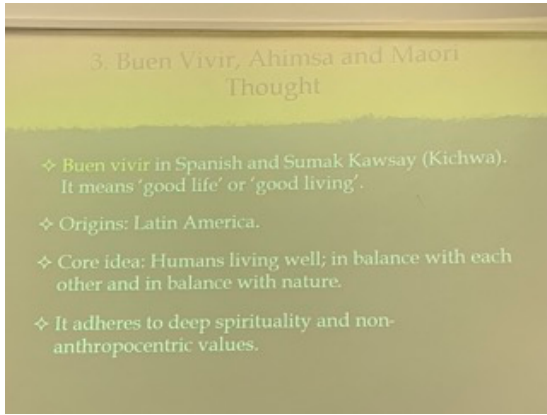 3. Buen Vivir, Ahimsa and Maori
Thought
✧ Buen vivir in Spanish and Sumak Kawsay (Kichwa).
It means 'good life' or 'good living'.
✧ Origins: Latin America.
✧ Core idea: Humans living well; in balance with each
other and in balance with nature.
✧ It adheres to deep spirituality and non-
anthropocentric values.